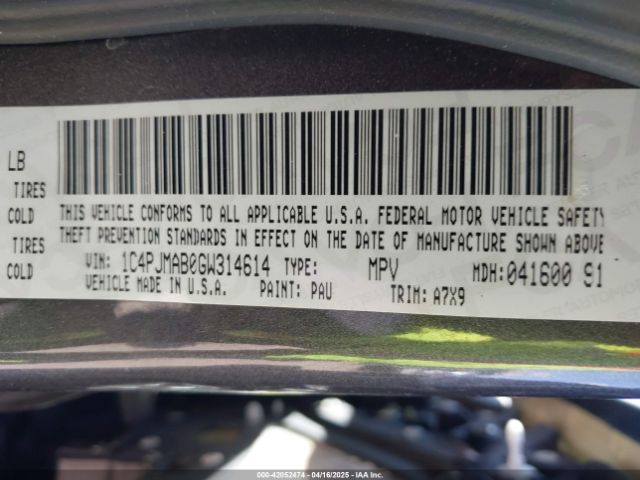 LB
TIRES
COLD THIS VEHICLE CONFORMS TO ALL APPLICABLE U.S.A. FEDERAL MOTOR VEHICLE SAFETY
TIRES THEFT PREVENTION STANDARDS IN EFFECT ON THE DATE OF MANUFACTURE SHOWN ABOVE
COLD VIN: 1C4PJMAB0GW314614 TYPE: MPV MDH:041600 91
VEHICLE MADE IN U.S.A. PAINT: PAU TRIM: A7X9
000-42052474 - 04/16/2025 - IAA Inc.